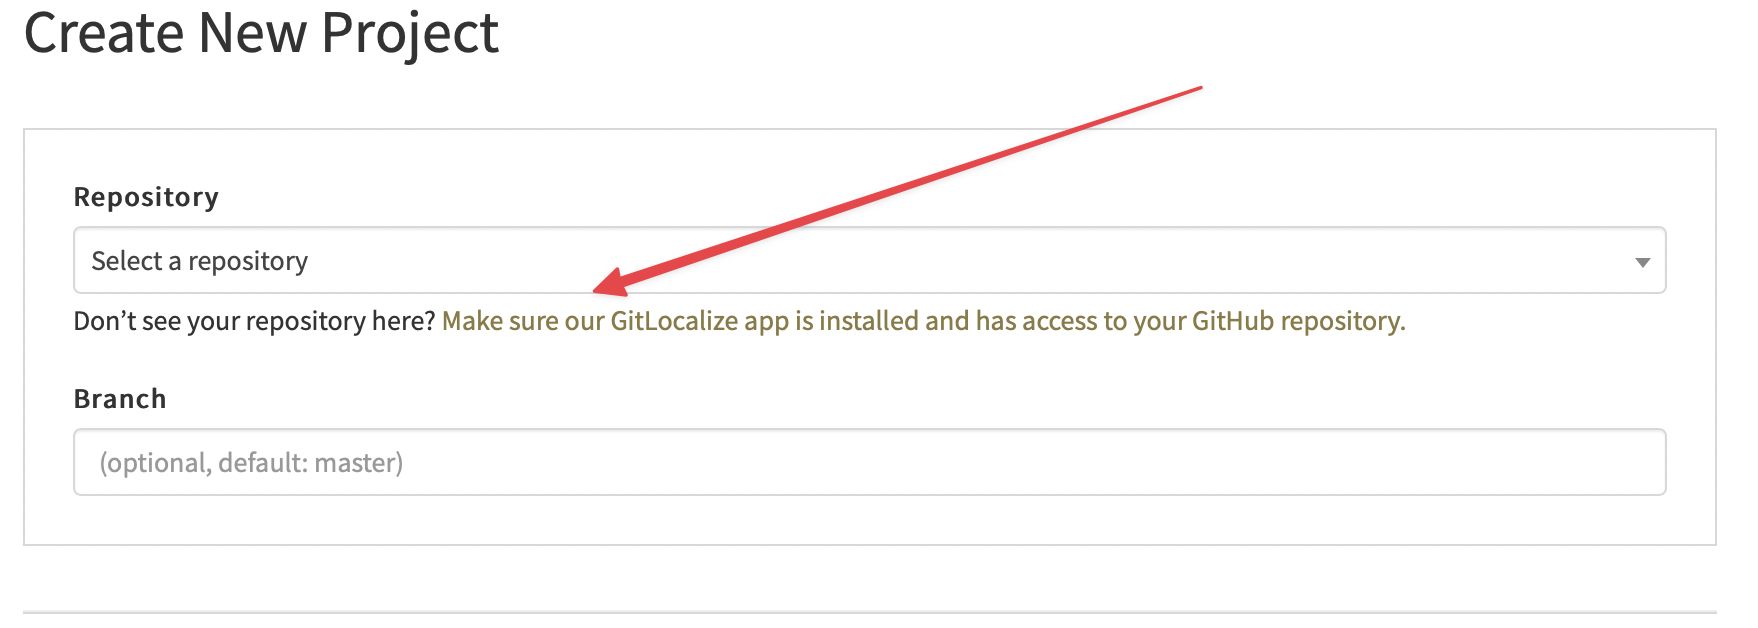 Create New Project
Repository
Select a repository
Don’t see your repository here? Make sure our GitLocalize app is installed and has access to your GitHub repository.
Branch
(optional, default: master)